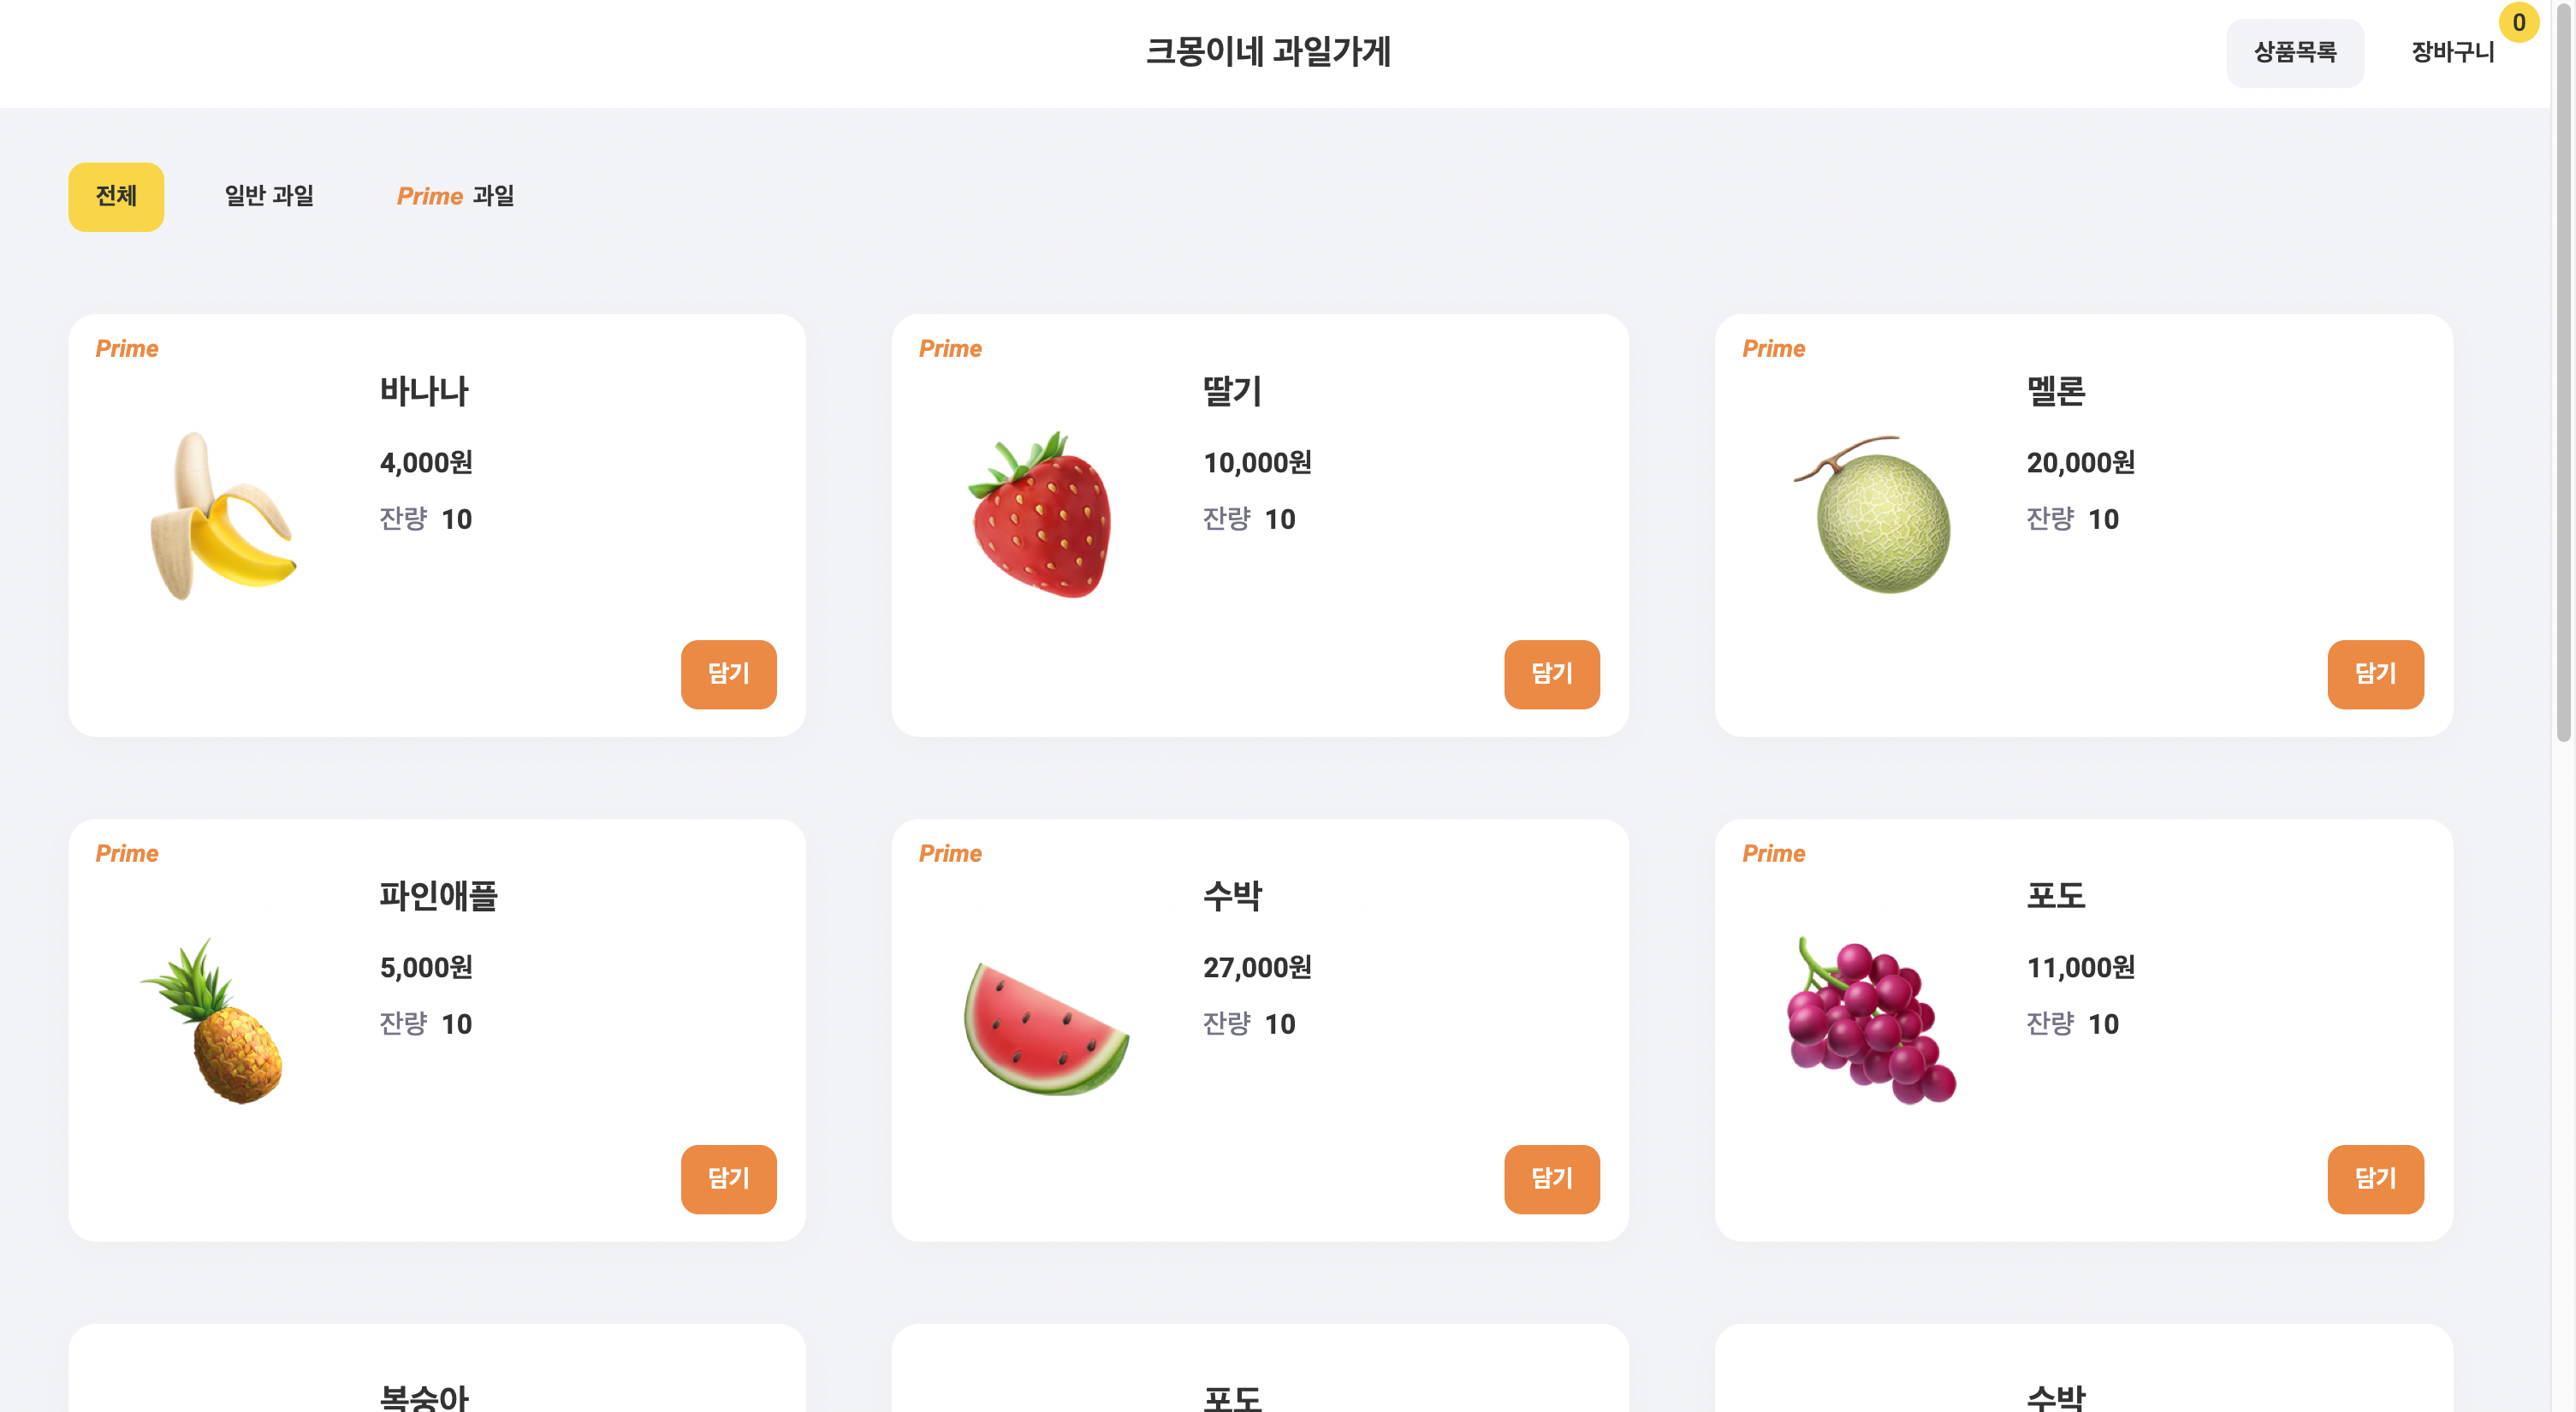 크몽이네 과일가게
상품목록
장바구니
0
전체
일반 과일
Prime 과일
Prime
바나나
4,000원
잔량 10
담기
Prime
딸기
10,000원
잔량 10
담기
Prime
멜론
20,000원
잔량 10
담기
Prime
파인애플
5,000원
잔량 10
담기
Prime
수박
27,000원
잔량 10
담기
Prime
포도
11,000원
잔량 10
담기
복숭아
포도
수박